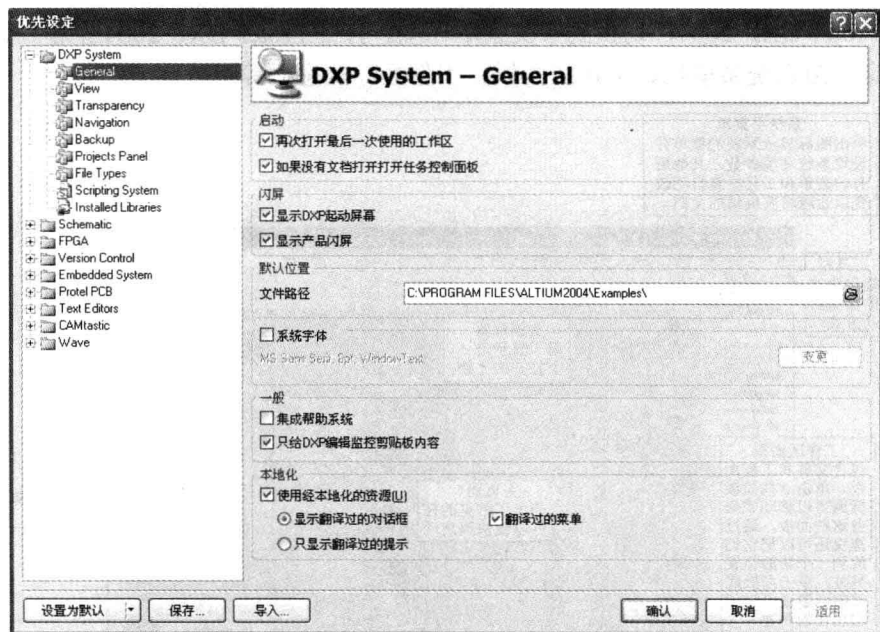 优先设定
DXP System
General
View
Transparency
Navigation
Backup
Projects Panel
File Types
Scripting System
Installed Libraries
Schematic
FPGA
Version Control
Embedded System
Protel PCB
Text Editors
CAMtastic
Wave
DXP System – General
启动
再次打开最后一次使用的工作区
如果没有文档打开打开任务控制面板
闪屏
显示DXP起动屏幕
显示产品闪屏
默认位置
文件路径 C:\PROGRAM FILES\ALTIUM2004\Examples\
系统字体
MS Sans Serif, 8pt, WindowText 变更
一般
集成帮助系统
只给DXP编辑监控剪贴板内容
本地化
使用经本地化的资源(U)
显示翻译过的对话框 翻译过的菜单
只显示翻译过的提示
设置为默认 保存... 导入... 确认 取消 适用